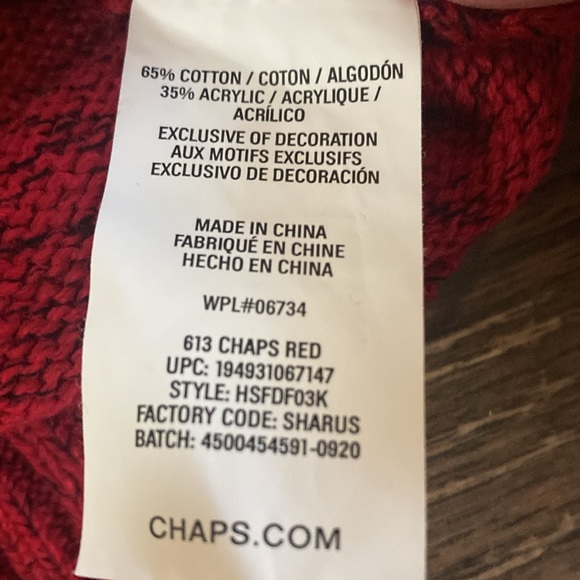 65% COTTON / COTON / ALGODÓN
35% ACRYLIC / ACRYLIQUE /
ACRÍLICO
EXCLUSIVE OF DECORATION
AUX MOTIFS EXCLUSIFS
EXCLUSIVO DE DECORACIÓN
MADE IN CHINA
FABRIQUÉ EN CHINE
HECHO EN CHINA
WPL#06734
613 CHAPS RED
UPC: 194931067147
STYLE: HSFDF03K
FACTORY CODE: SHARUS
BATCH: 4500454591-0920
CHAPS.COM